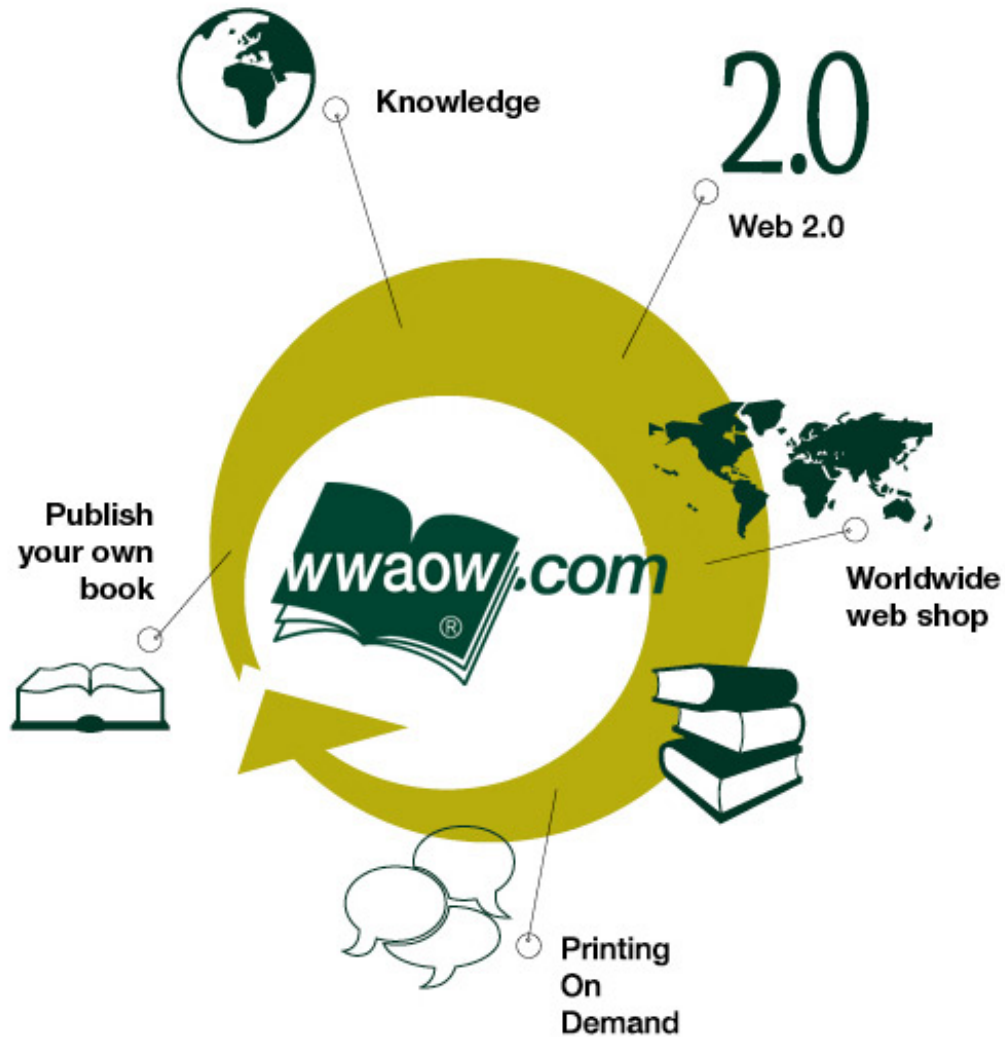 Knowledge
2.0
Web 2.0
Publish
your own
book
wwaow.com
®
Worldwide
web shop
Printing
On
Demand